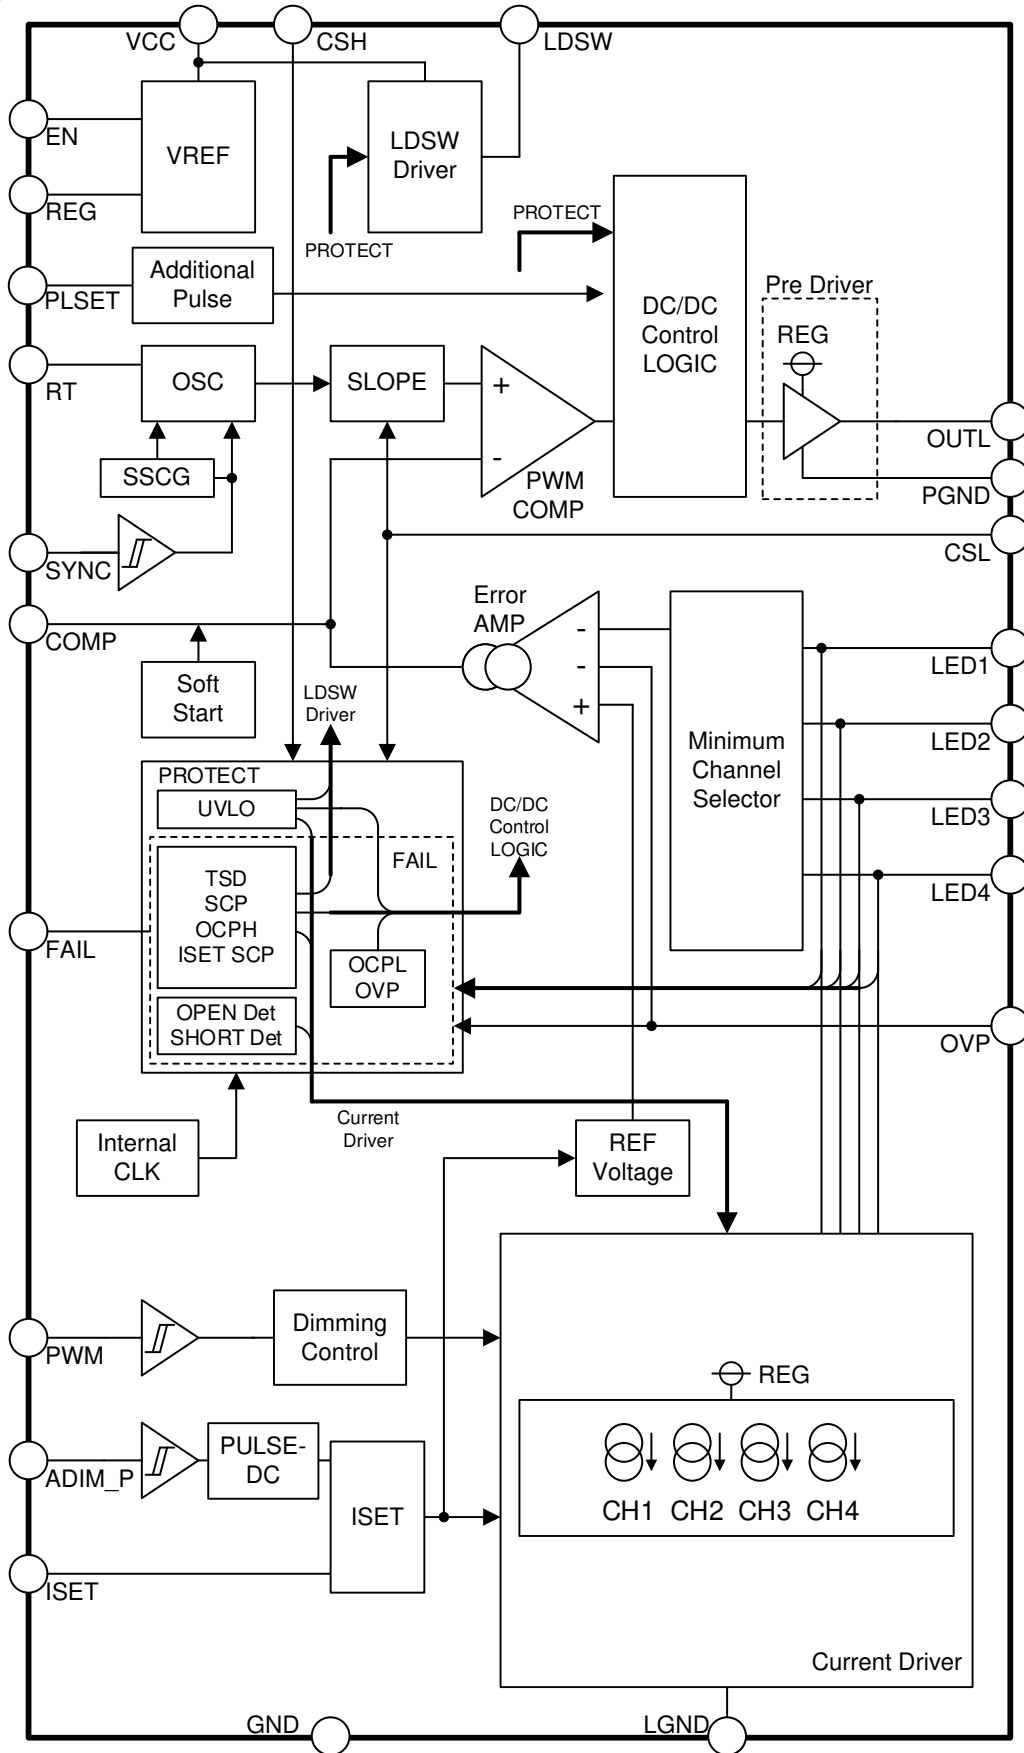 VCC
CSH
LDSW
EN
VREF
LDSW
Driver
REG
PROTECT
PROTECT
PLSET
Additional
Pulse
DC/DC
Control
LOGIC
Pre Driver
REG
RT
OSC
SLOPE
+
-
PWM
COMP
OUTL
PGND
SSCG
SYNC
CSL
COMP
Error
AMP
-
-
+
LED1
Soft
Start
LDSW
Driver
LED2
Minimum
Channel
Selector
PROTECT
UVLO
DC/DC
Control
LOGIC
LED3
FAIL
TSD
SCP
OCPH
ISET SCP
LED4
FAIL
OCPL
OVP
OPEN Det
SHORT Det
OVP
Current
Driver
Internal
CLK
REF
Voltage
PWM
Dimming
Control
REG
ADIM_P
PULSE-
DC
ISET
CH1 CH2 CH3 CH4
ISET
Current Driver
GND
LGND